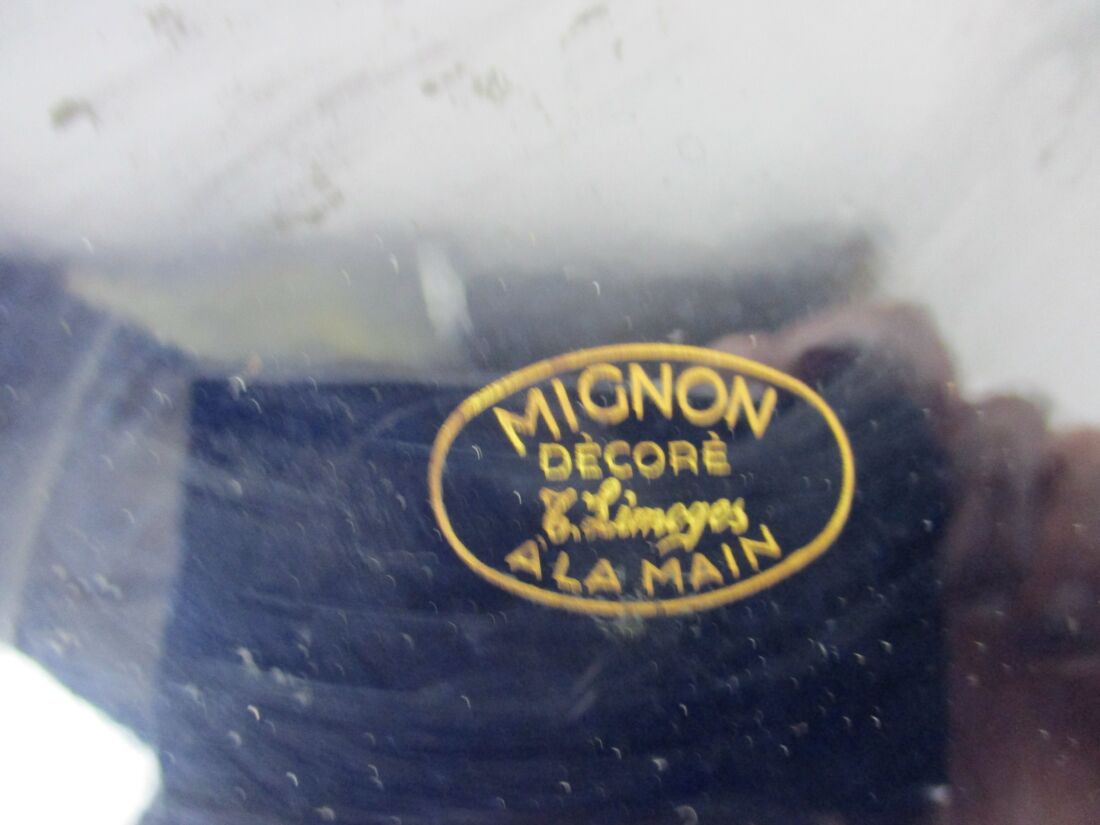 MIGNON
DÈCORÈ
T. Limoges
À LA MAIN